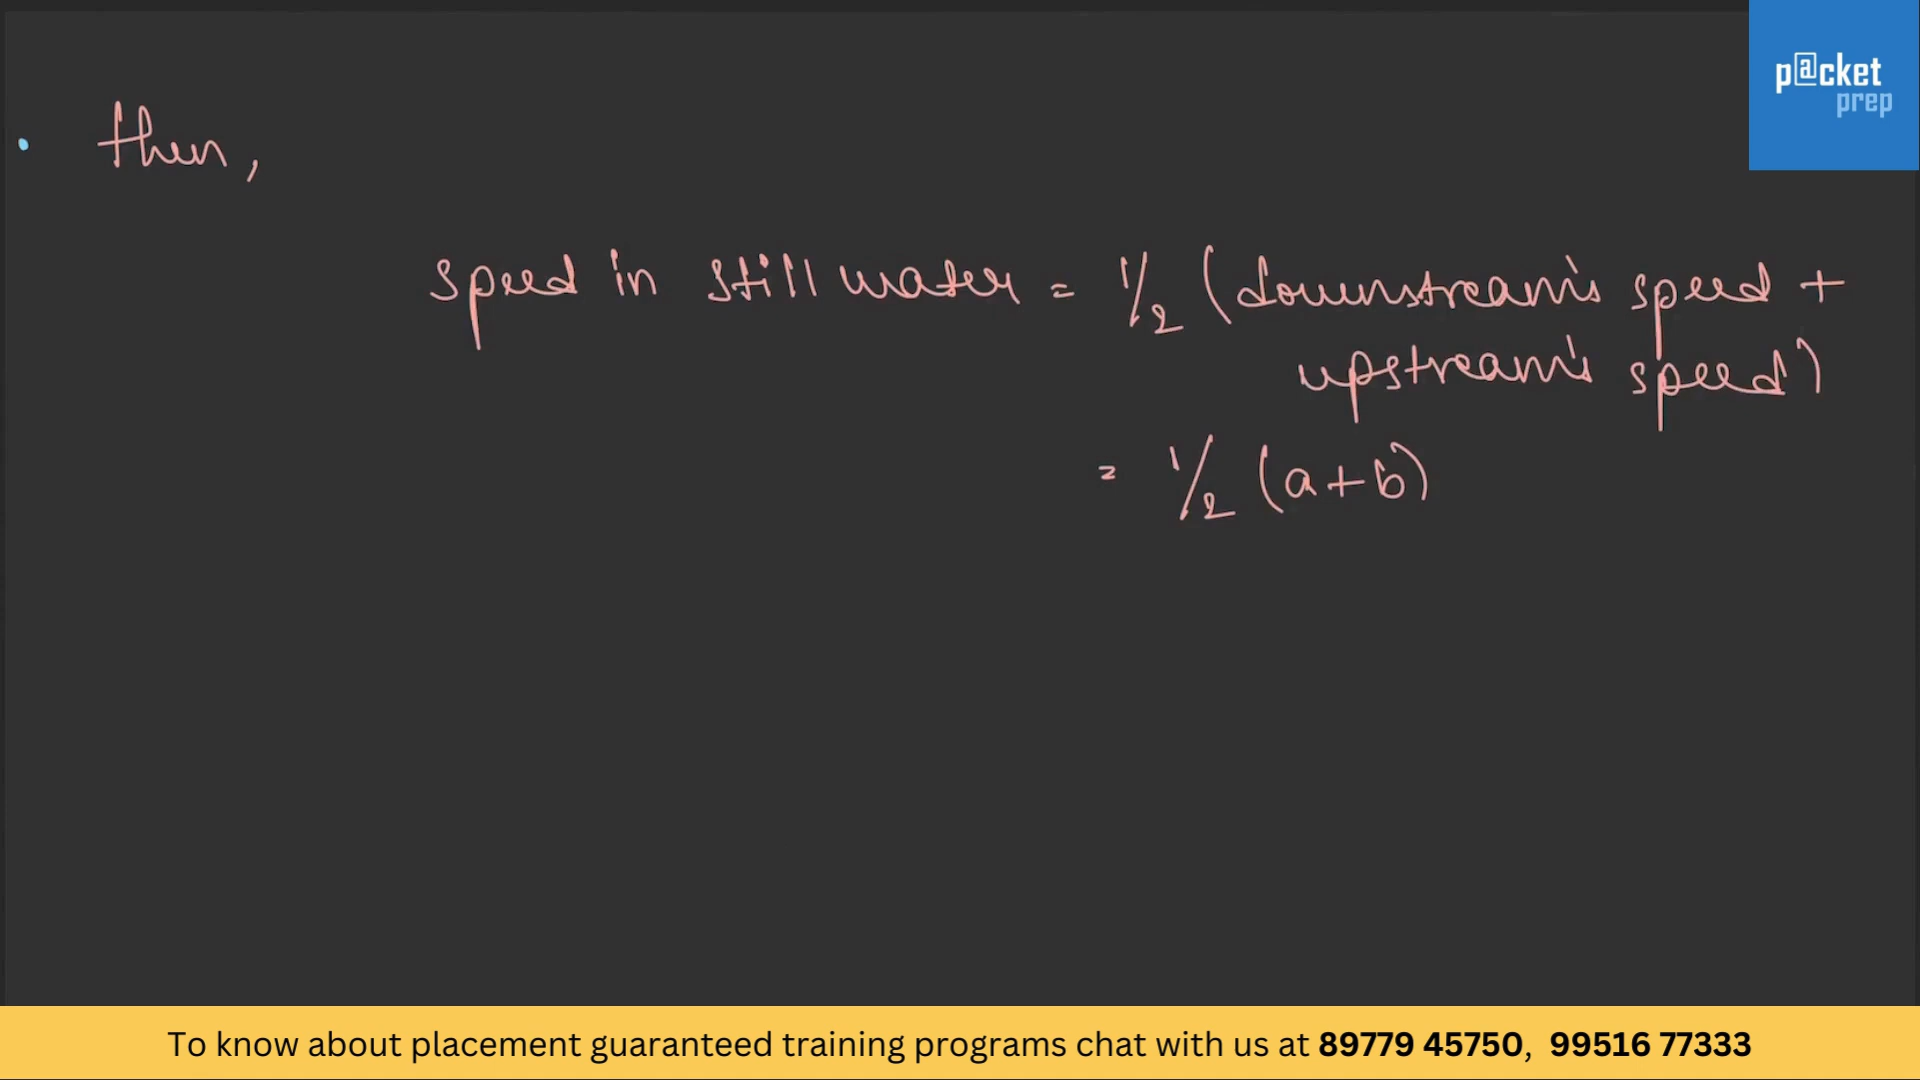 p@cket
prep
• then,
speed in still water = 1/2 (downstream's speed +
upstream's speed)
= 1/2 (a+b)
To know about placement guaranteed training programs chat with us at 89779 45750, 99516 77333